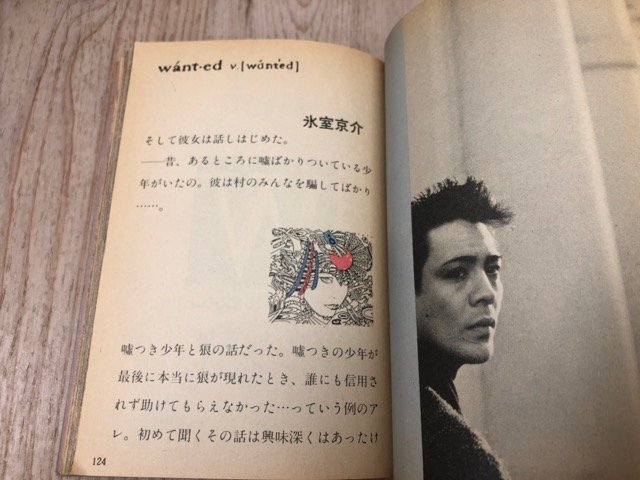 wánt·ed v.[wʌ́ntɪd]
氷室京介
そして彼女は話しはじめた。
——昔、あるところに嘘ばかりついている少
年がいたの。彼は村のみんなを騙してばかり
……。
嘘つき少年と狼の話だった。嘘つきの少年が
最後に本当に狼が現れたとき、誰にも信用さ
れず助けてもらえなかった…っていう例のア
レ。初めて聞くその話は興味深くはあったけ
124